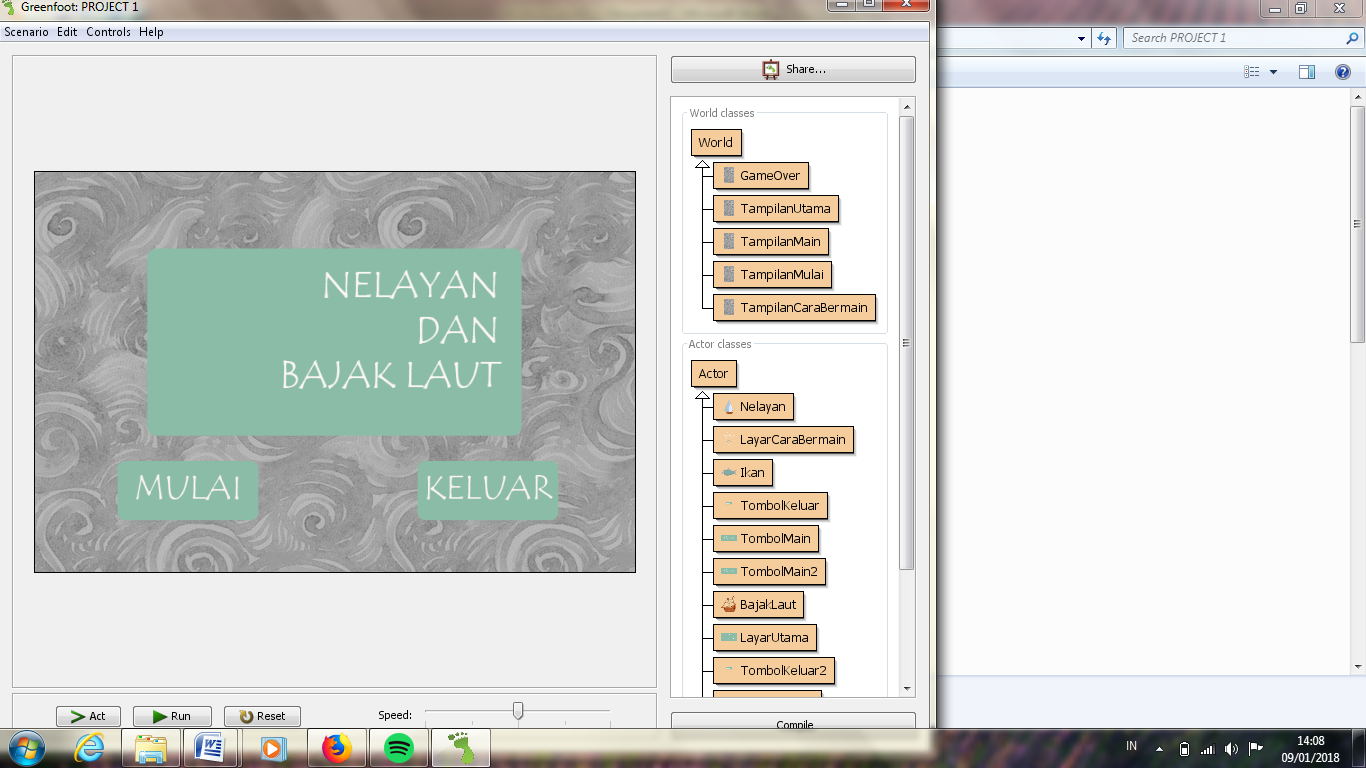 Greenfoot: PROJECT 1
Scenario Edit Controls Help
Search PROJECT 1
Share...
World classes
World
GameOver
TampilanUtama
TampilanMain
TampilanMulai
TampilanCaraBermain
NELAYAN
DAN
BAJAK LAUT
MULAI
KELUAR
Actor classes
Actor
Nelayan
LayarCaraBermain
Ikan
TombolKeluar
TombolMain
TombolMain2
BajakLaut
LayarUtama
TombolKeluar2
Act Run Reset Speed:
Compile
IN
14:08
09/01/2018